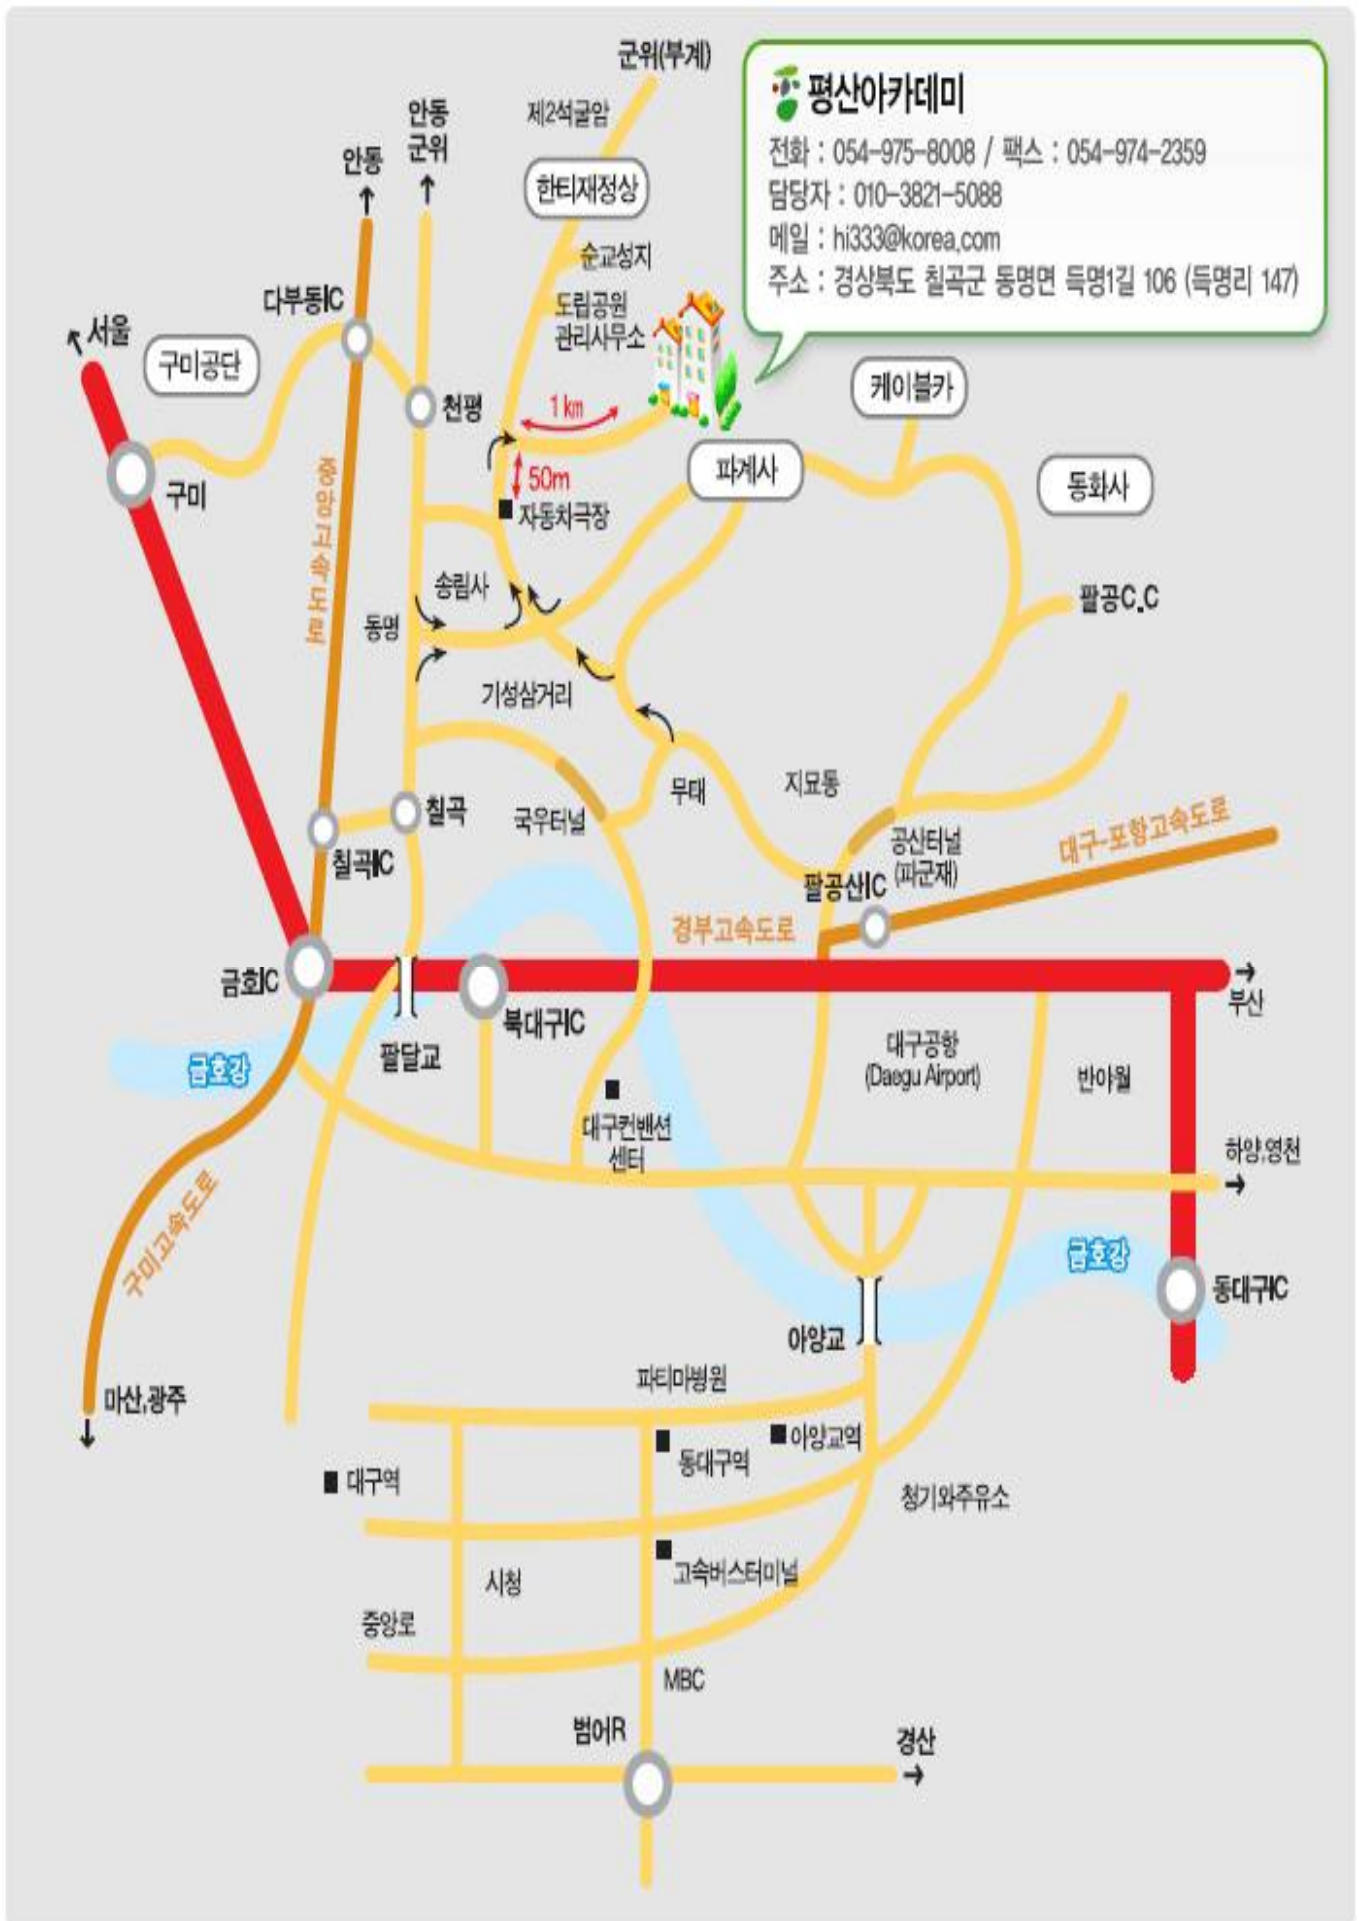 군위(부계)
평산아카데미
전화 : 054-975-8008 / 팩스 : 054-974-2359
담당자 : 010-3821-5088
메일 : hi333@korea.com
주소 : 경상북도 칠곡군 동명면 득명1길 106 (득명리 147)
안동
군위
제2석굴암
안동
한티재정상
순교성지
다부동IC
도립공원
관리사무소
서울
구미공단
케이블카
천평
1km
파계사
동화사
구미
50m
자동차극장
중앙고속도로
송림사
팔공C.C
동명
기성삼거리
무태
지묘동
칠곡
국우터널
공산터널
(파군재)
대구-포항고속도로
칠곡IC
팔공산IC
경부고속도로
금호IC
부산
북대구IC
팔달교
금호강
대구공항
(Daegu Airport)
반야월
대구컨밴션
센터
하양,영천
구미고속도로
금호강
동대구IC
아양교
마산,광주
파티마병원
아양교역
동대구역
대구역
청기와주유소
고속버스터미널
시청
중앙로
MBC
범어R
경산